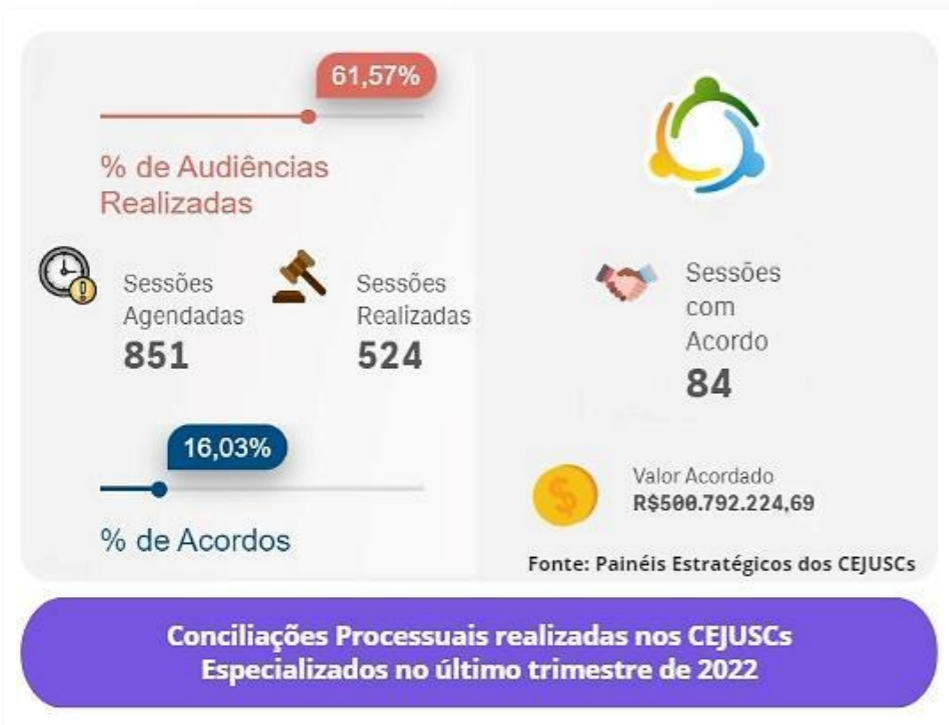 61,57%
% de Audiências
Realizadas
Sessões
Agendadas
851
Sessões
Realizadas
524
Sessões
com
Acordo
84
16,03%
% de Acordos
Valor Acordado
R$500.792.224,69
Fonte: Painéis Estratégicos dos CEJUSCs
Conciliações Processuais realizadas nos CEJUSCs
Especializados no último trimestre de 2022